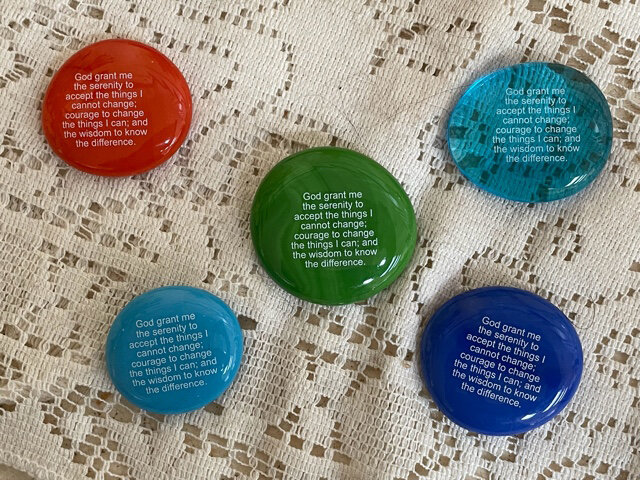 God grant me
the serenity to
accept the things I
cannot change;
courage to change
the things I can; and
the wisdom to know
the difference.
God grant me
the serenity to
accept the things I
cannot change;
courage to change
the things I can; and
the wisdom to know
the difference.
God grant me
the serenity to
accept the things I
cannot change;
courage to change
the things I can; and
the wisdom to know
the difference.
God grant me
the serenity to
accept the things I
cannot change;
courage to change
the things I can; and
the wisdom to know
the difference.
God grant me
the serenity to
accept the things I
cannot change;
courage to change
the things I can; and
the wisdom to know
the difference.